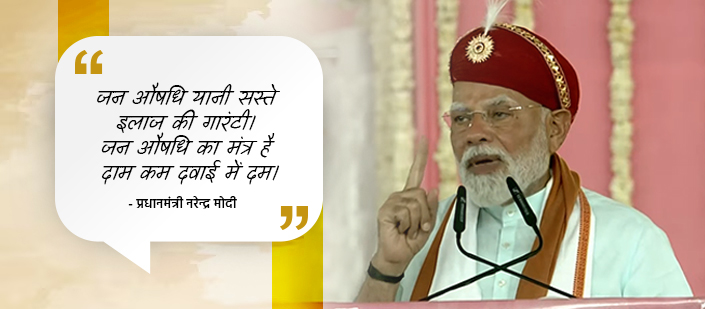 जन औषधि यानी सस्ते
इलाज की गारंटी।
जन औषधि का मंत्र है
दाम कम दवाई में दम।
- प्रधानमंत्री नरेन्द्र मोदी